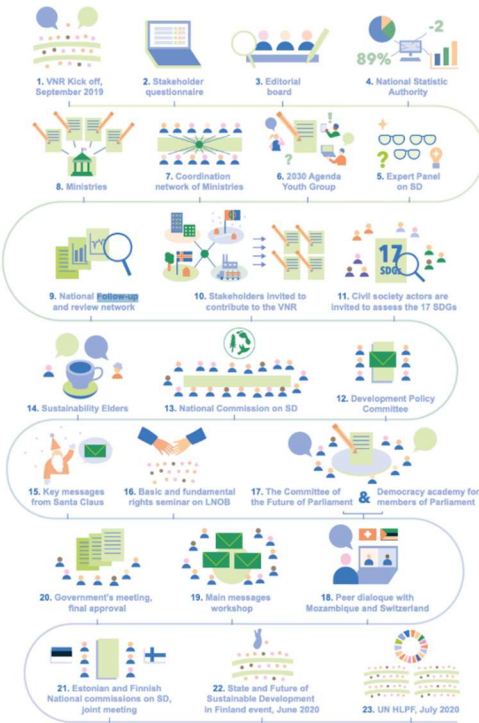 -2
89%
1. VNR Kick off,
September 2019
2. Stakeholder
questionnaire
3. Editorial
board
4. National Statistic
Authority
?
?
8. Ministries
7. Coordination
network of Ministries
6. 2030 Agenda
Youth Group
5. Expert Panel
on SD
17
SDGs
9. National Follow-up
and review network
10. Stakeholders invited to
contribute to the VNR
11. Civil society actors are
invited to assess the 17 SDGs
14. Sustainability Elders
13. National Commission on SD
12. Development Policy
Committee
15. Key messages
from Santa Claus
16. Basic and fundamental
rights seminar on LNOB
17. The Committee of
the Future of Parliament
&
Democracy academy for
members of Parliament
20. Government's meeting,
final approval
19. Main messages
workshop
18. Peer dialoque with
Mozambique and Switzerland
21. Estonian and Finnish
National commissions on SD,
joint meeting
22. State and Future of
Sustainable Development
in Finland event, June 2020
23. UN HLPF, July 2020